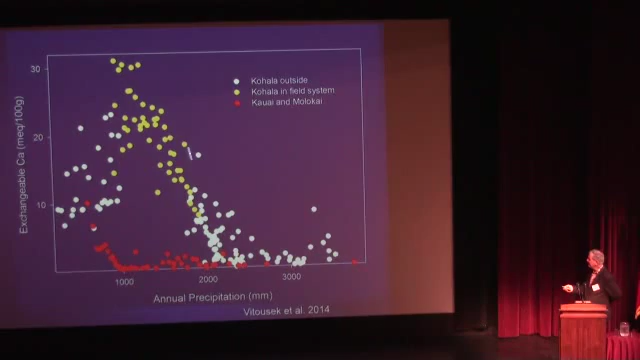 Kohala outside
Kohala in field system
Kauai and Molokai
Exchangeable Ca (meq/100g)
30
20
10
1000
2000
3000
Annual Precipitation (mm)
Vitousek et al. 2014